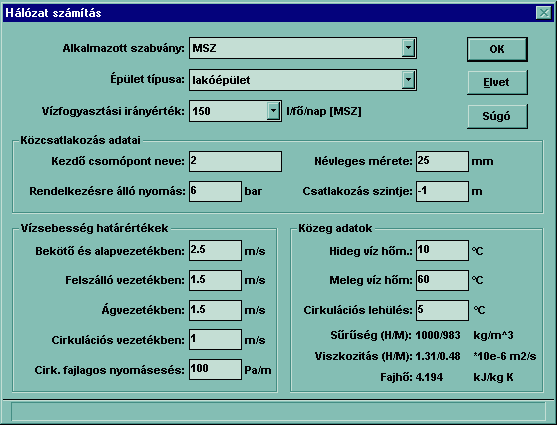 Hálózat számítás
Alkalmazott szabvány: MSZ
OK
Épület típusa: lakóépület
Elvet
Vízfogyasztási irányérték: 150 l/fő/nap [MSZ]
Súgó
Közcsatlakozás adatai
Kezdő csomópont neve: 2
Névleges mérete: 25 mm
Rendelkezésre álló nyomás: 6 bar
Csatlakozás szintje: -1 m
Vízsebesség határértékek
Bekötő és alapvezetékben: 2.5 m/s
Felszálló vezetékben: 1.5 m/s
Ágvezetékben: 1.5 m/s
Cirkulációs vezetékben: 1 m/s
Cirk. fajlagos nyomásesés: 100 Pa/m
Közeg adatok
Hideg víz hőm.: 10 °C
Meleg víz hőm: 60 °C
Cirkulációs lehülés: 5 °C
Sűrűség (H/M): 1000/983 kg/m^3
Viszkozitás (H/M): 1.31/0.48 *10e-6 m2/s
Fajhő: 4.194 kJ/kg K